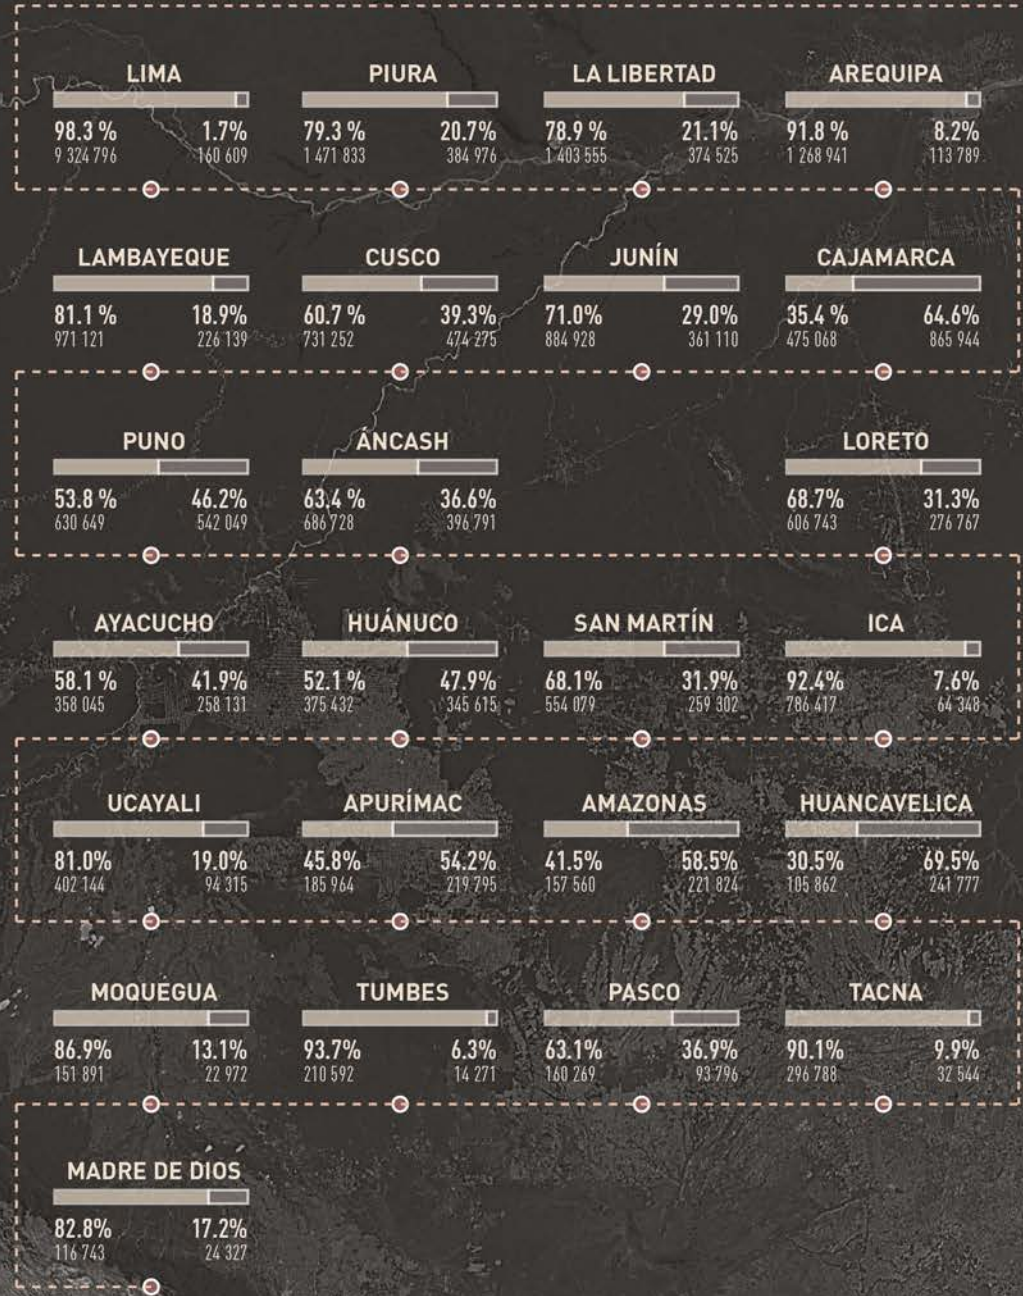 LIMA
98.3 % 1.7%
9 324 796 160 609
PIURA
79.3 % 20.7%
1 471 833 384 976
LA LIBERTAD
78.9 % 21.1%
1 403 555 374 525
AREQUIPA
91.8 % 8.2%
1 268 941 113 789
LAMBAYEQUE
81.1 % 18.9%
971 121 226 139
CUSCO
60.7 % 39.3%
731 252 474 275
JUNÍN
71.0% 29.0%
884 928 361 110
CAJAMARCA
35.4 % 64.6%
475 068 865 944
PUNO
53.8 % 46.2%
630 649 542 049
ÁNCASH
63.4 % 36.6%
686 728 396 791
LORETO
68.7% 31.3%
606 743 276 767
AYACUCHO
58.1 % 41.9%
358 045 258 131
HUÁNUCO
52.1 % 47.9%
375 432 345 615
SAN MARTÍN
68.1% 31.9%
554 079 259 302
ICA
92.4% 7.6%
786 417 64 348
UCAYALI
81.0% 19.0%
402 144 94 315
APURÍMAC
45.8% 54.2%
185 964 219 795
AMAZONAS
41.5% 58.5%
157 560 221 824
HUANCAVELICA
30.5% 69.5%
105 862 241 777
MOQUEGUA
86.9% 13.1%
151 891 22 972
TUMBES
93.7% 6.3%
210 592 14 271
PASCO
63.1% 36.9%
160 269 93 796
TACNA
90.1% 9.9%
296 788 32 544
MADRE DE DIOS
82.8% 17.2%
116 743 24 327